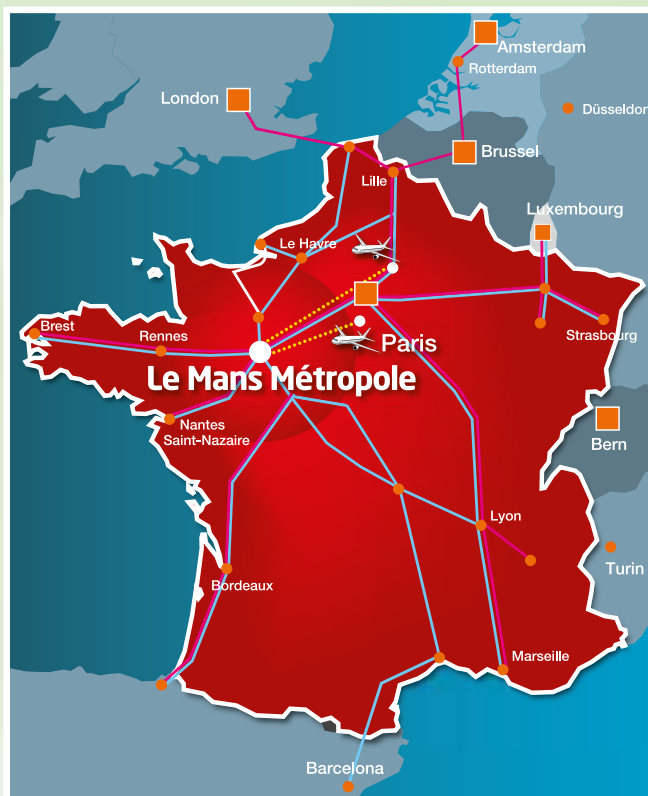 Amsterdam
Rotterdam
London
Düsseldor
Brussel
Lille
Luxembourg
Le Havre
Brest
Rennes
Strasbourg
Paris
Le Mans Métropole
Nantes
Saint-Nazaire
Bern
Lyon
Turin
Bordeaux
Marseille
Barcelona